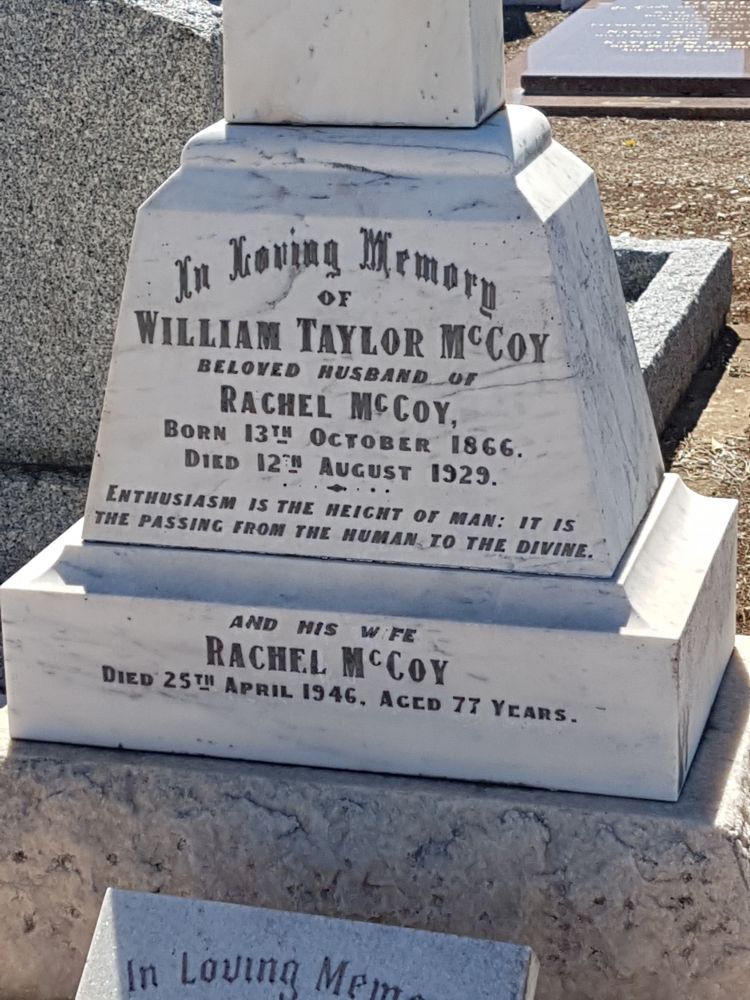 In Loving Memory
OF
WILLIAM TAYLOR McCOY
BELOVED HUSBAND OF
RACHEL McCOY,
BORN 13TH OCTOBER 1866.
DIED 12TH AUGUST 1929.
ENTHUSIASM IS THE HEIGHT OF MAN: IT IS
THE PASSING FROM THE HUMAN TO THE DIVINE.
AND HIS WIFE
RACHEL McCOY
DIED 25TH APRIL 1946, AGED 77 YEARS.
In Loving Memo